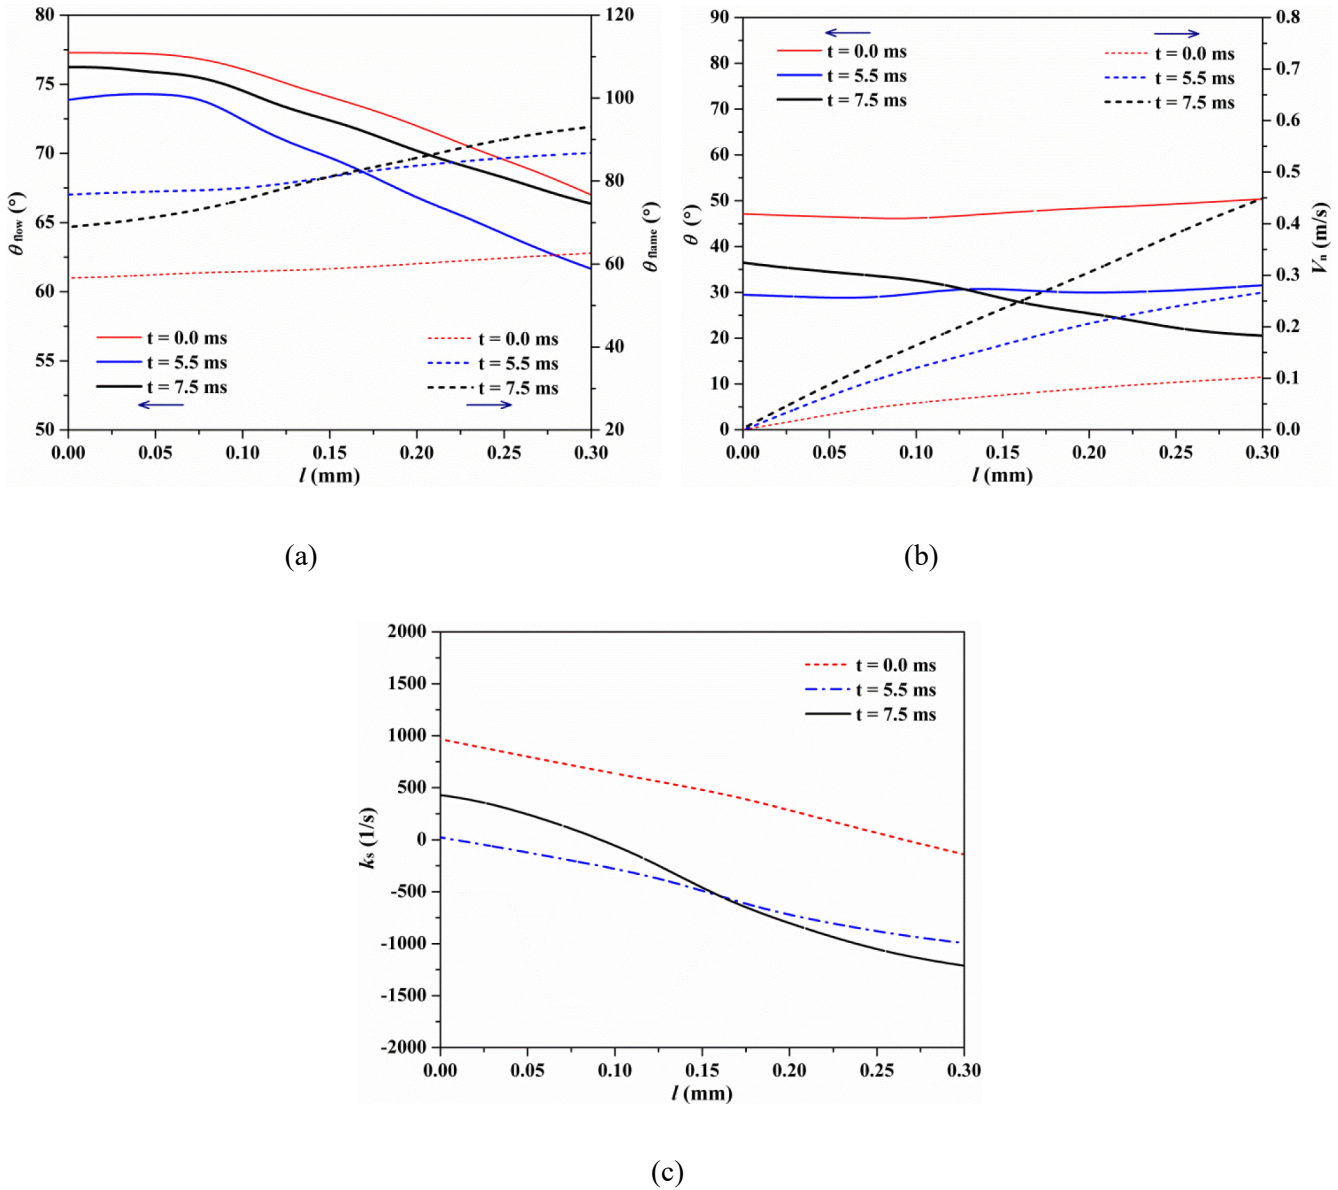 80
75
70
65
60
55
50
120
100
80
60
40
20
θ flow (°)
θ flame (°)
t = 0.0 ms
t = 5.5 ms
t = 7.5 ms
t = 0.0 ms
t = 5.5 ms
t = 7.5 ms
0.00 0.05 0.10 0.15 0.20 0.25 0.30
l (mm)
(a)
90
80
70
60
50
40
30
20
10
0
0.8
0.7
0.6
0.5
0.4
0.3
0.2
0.1
0.0
θ (°)
Vn (m/s)
t = 0.0 ms
t = 5.5 ms
t = 7.5 ms
t = 0.0 ms
t = 5.5 ms
t = 7.5 ms
0.00 0.05 0.10 0.15 0.20 0.25 0.30
l (mm)
(b)
2000
1500
1000
500
0
-500
-1000
-1500
-2000
ks (1/s)
t = 0.0 ms
t = 5.5 ms
t = 7.5 ms
0.00 0.05 0.10 0.15 0.20 0.25 0.30
l (mm)
(c)